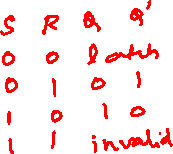 S R Q Q'
0 0 latch
0 1 0 1
1 0 1 0
1 1 invalid